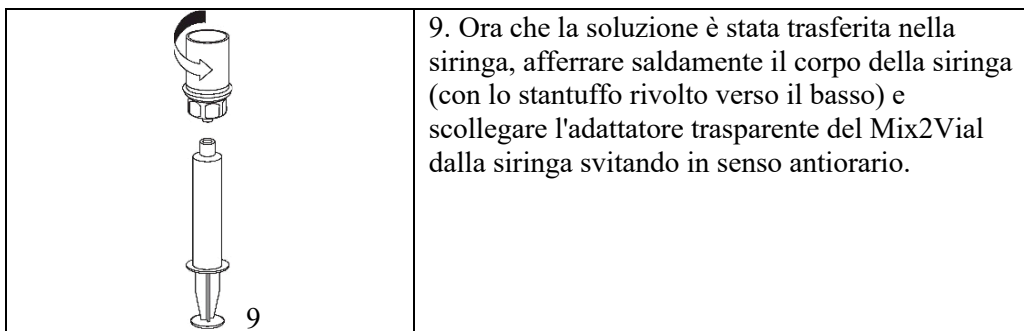 9. Ora che la soluzione è stata trasferita nella
siringa, afferrare saldamente il corpo della siringa
(con lo stantuffo rivolto verso il basso) e
scollegare l'adattatore trasparente del Mix2Vial
dalla siringa svitando in senso antiorario.
9